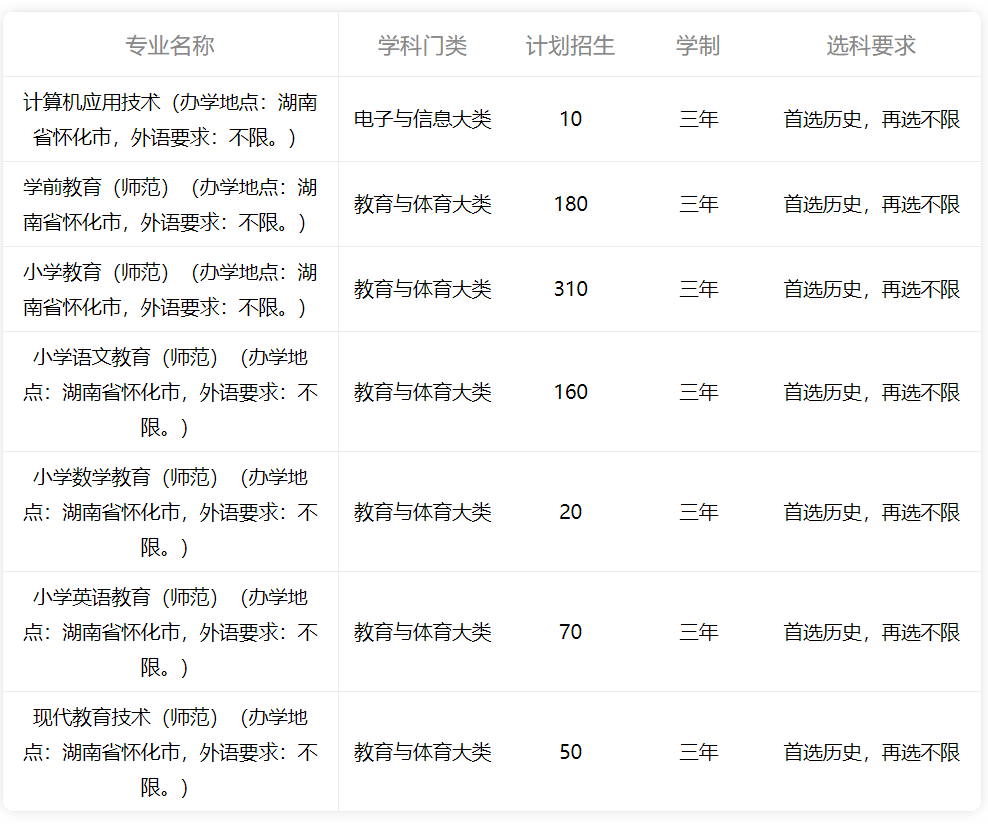 专业名称 学科门类 计划招生 学制 选科要求
计算机应用技术（办学地点：湖南
省怀化市，外语要求：不限。）
电子与信息大类 10 三年 首选历史，再选不限
学前教育（师范）（办学地点：湖
南省怀化市，外语要求：不限。）
教育与体育大类 180 三年 首选历史，再选不限
小学教育（师范）（办学地点：湖
南省怀化市，外语要求：不限。）
教育与体育大类 310 三年 首选历史，再选不限
小学语文教育（师范）（办学地
点：湖南省怀化市，外语要求：不
限。）
教育与体育大类 160 三年 首选历史，再选不限
小学数学教育（师范）（办学地
点：湖南省怀化市，外语要求：不
限。）
教育与体育大类 20 三年 首选历史，再选不限
小学英语教育（师范）（办学地
点：湖南省怀化市，外语要求：不
限。）
教育与体育大类 70 三年 首选历史，再选不限
现代教育技术（师范）（办学地
点：湖南省怀化市，外语要求：不
限。）
教育与体育大类 50 三年 首选历史，再选不限